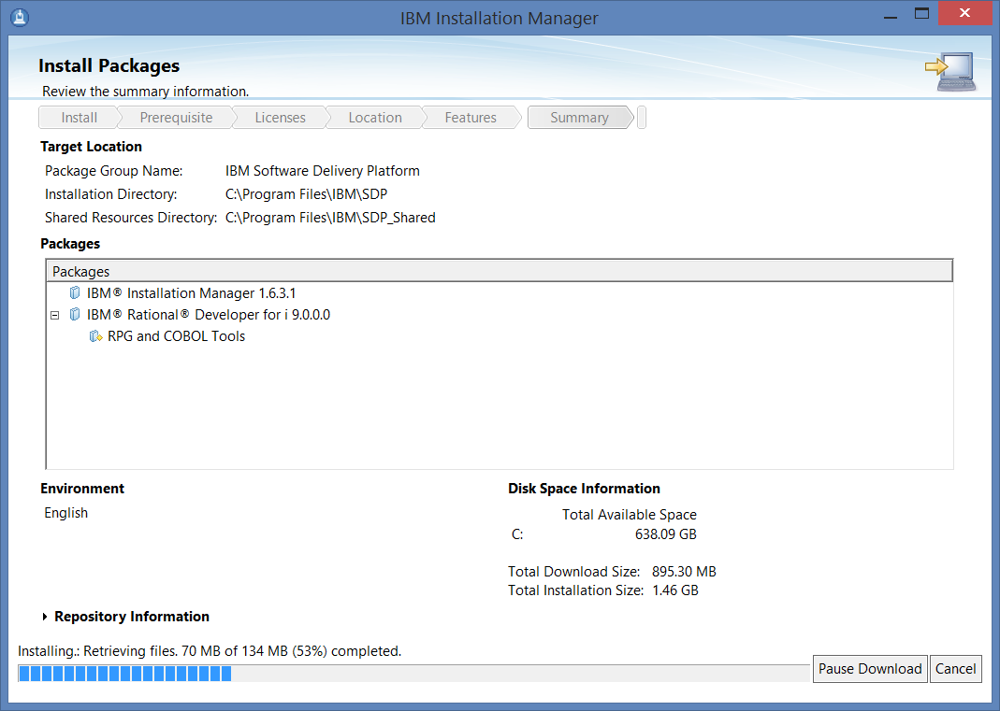 IBM Installation Manager
Install Packages
Review the summary information.
Install Prerequisite Licenses Location Features Summary
Target Location
Package Group Name: IBM Software Delivery Platform
Installation Directory: C:\Program Files\IBM\SDP
Shared Resources Directory: C:\Program Files\IBM\SDP_Shared
Packages
Packages
IBM® Installation Manager 1.6.3.1
IBM® Rational® Developer for i 9.0.0.0
RPG and COBOL Tools
Environment
English
Disk Space Information
Total Available Space
C: 638.09 GB
Total Download Size: 895.30 MB
Total Installation Size: 1.46 GB
Repository Information
Installing.: Retrieving files. 70 MB of 134 MB (53%) completed.
Pause Download Cancel